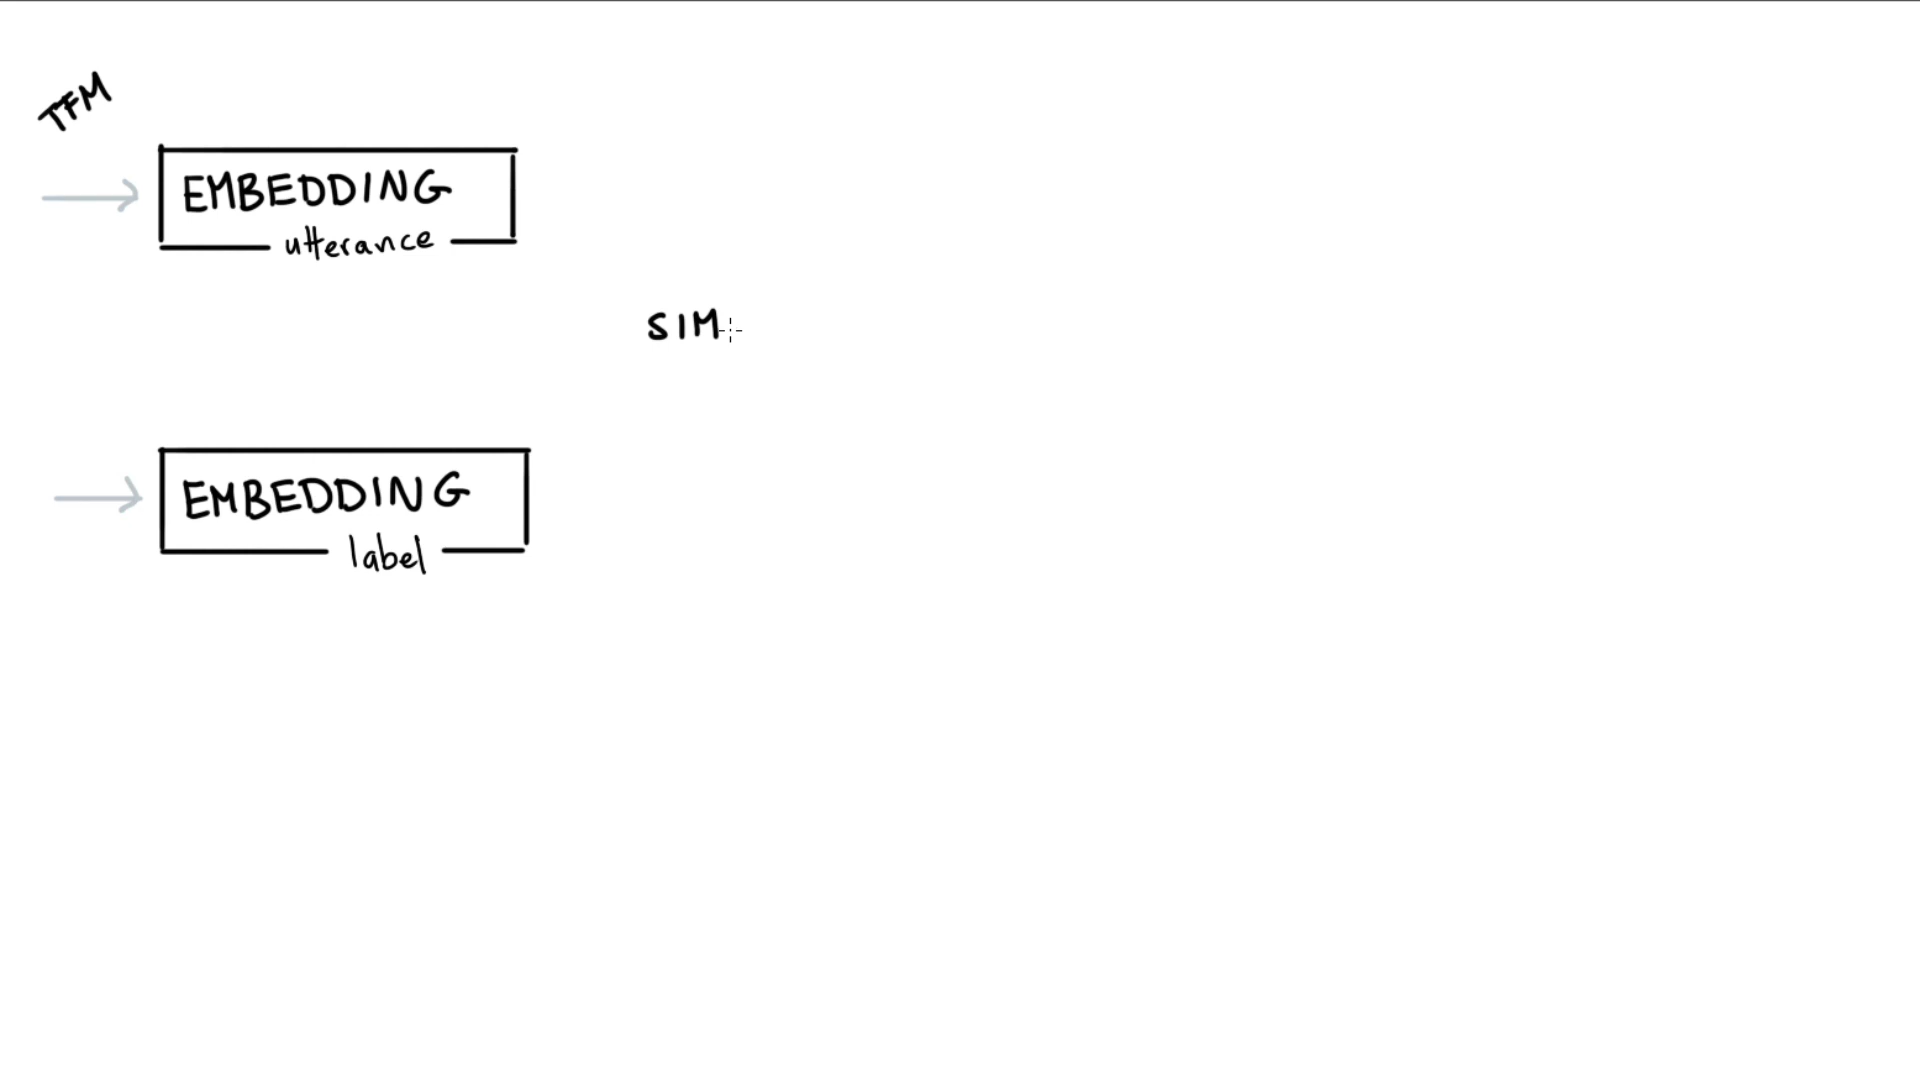 TFM
EMBEDDING
utterance
SIM
EMBEDDING
label